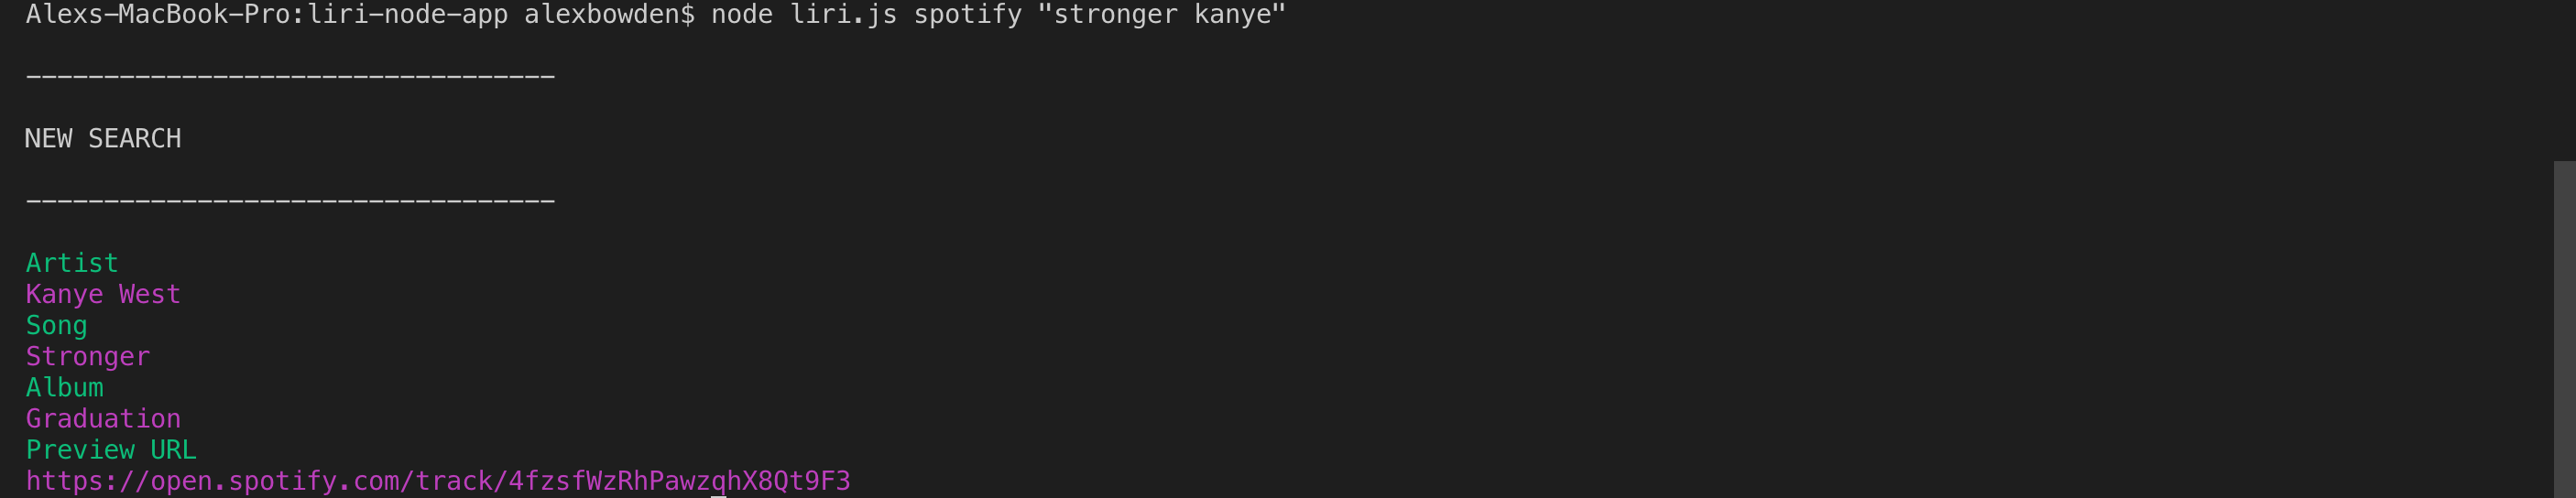 Alexs-MacBook-Pro:liri-node-app alexbowden$ node liri.js spotify "stronger kanye"
----------------------------------
NEW SEARCH
----------------------------------
Artist
Kanye West
Song
Stronger
Album
Graduation
Preview URL
https://open.spotify.com/track/4fzsfWzRhPawzqhX8Qt9F3